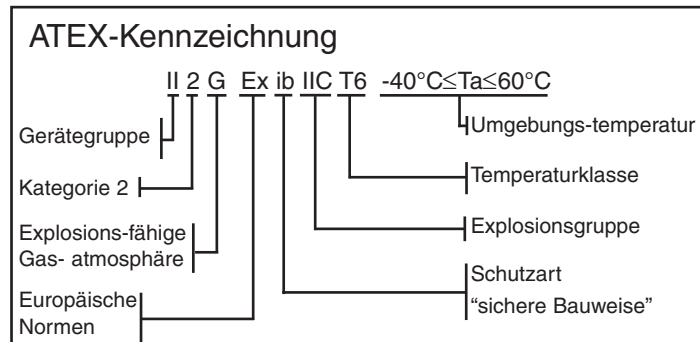 ATEX-Kennzeichnung
II 2 G Ex ib IIC T6 -40°C≤Ta≤60°C
Gerätegruppe
Kategorie 2
Explosions-fähige
Gas- atmosphäre
Europäische
Normen
Umgebungs-temperatur
Temperaturklasse
Explosionsgruppe
Schutzart
“sichere Bauweise”